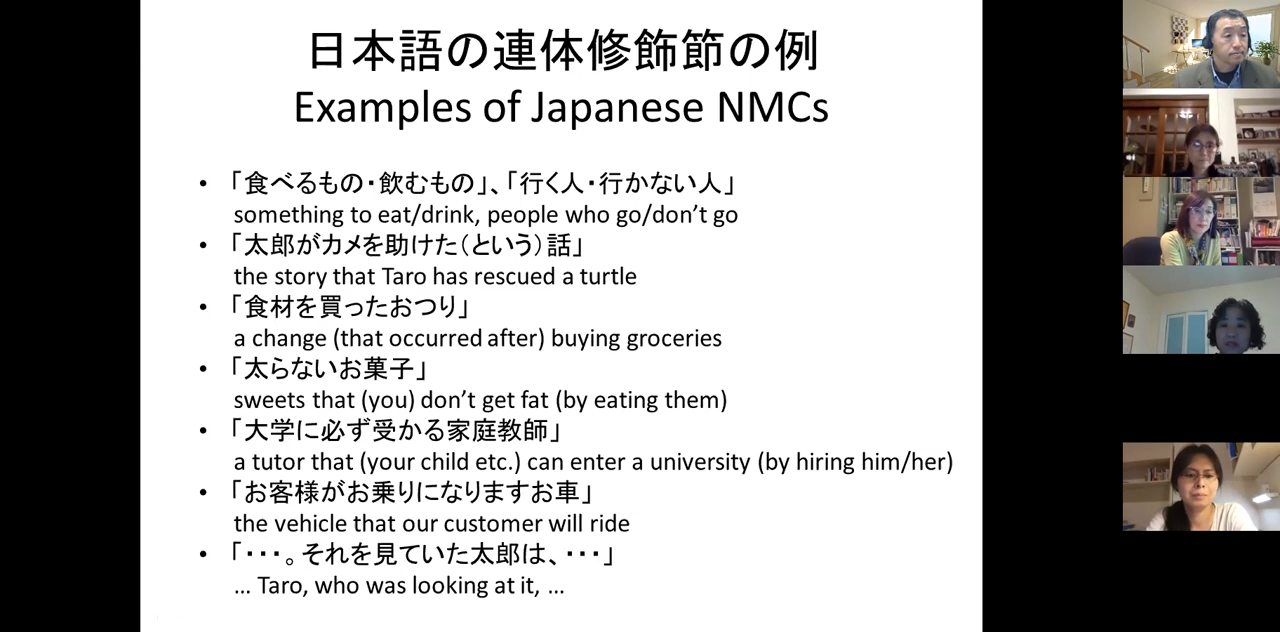 日本語の連体修飾節の例
Examples of Japanese NMCs
• 「食べるもの・飲むもの」、「行く人・行かない人」
something to eat/drink, people who go/don’t go
• 「太郎がカメを助けた（という）話」
the story that Taro has rescued a turtle
• 「食材を買ったおつり」
a change (that occurred after) buying groceries
• 「太らないお菓子」
sweets that (you) don’t get fat (by eating them)
• 「大学に必ず受かる家庭教師」
a tutor that (your child etc.) can enter a university (by hiring him/her)
• 「お客様がお乗りになりますお車」
the vehicle that our customer will ride
• 「・・・。それを見ていた太郎は、・・・」
... Taro, who was looking at it, ...